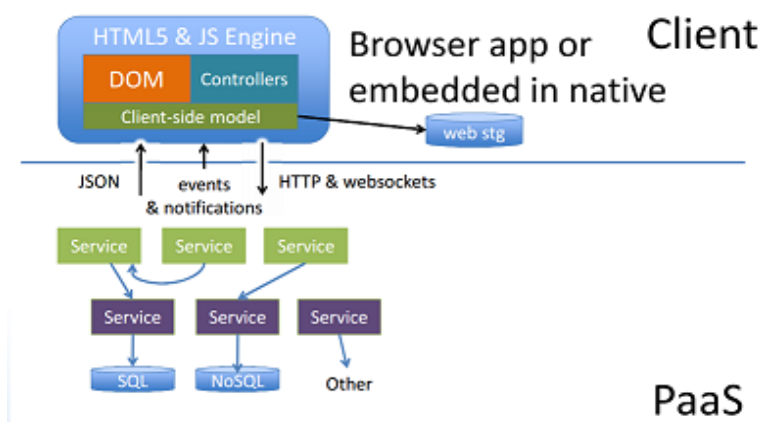 HTML5 & JS Engine
DOM
Controllers
Client-side model
Browser app or
embedded in native
Client
web stg
JSON
events
& notifications
HTTP & websockets
Service
Service
Service
Service
Service
Service
SQL
NoSQL
Other
PaaS